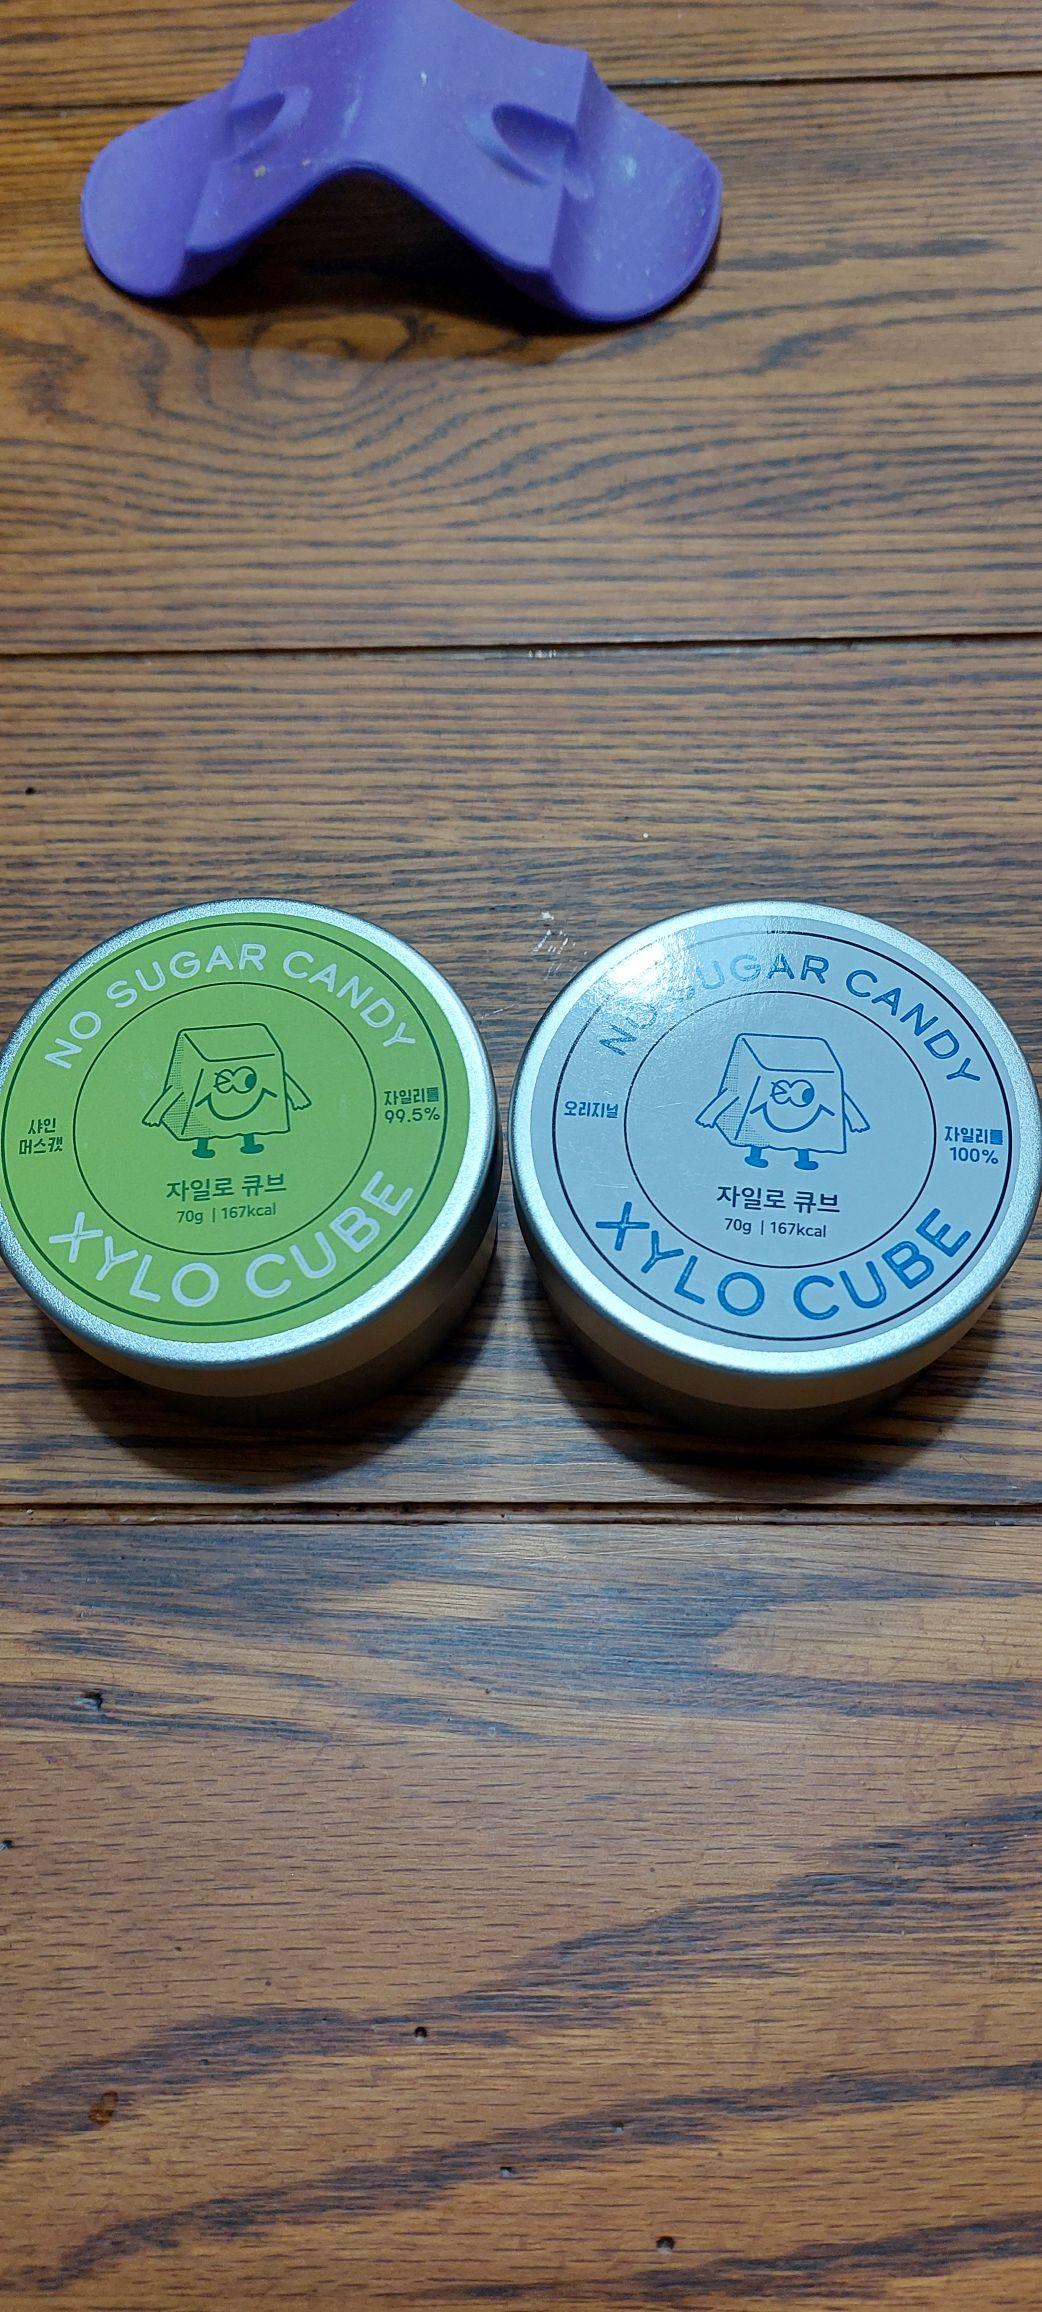 NO SUGAR CANDY
샤인
머스캣
자일리톨
99.5%
자일로 큐브
70g | 167kcal
XYLO CUBE
NO SUGAR CANDY
오리지널
자일리톨
100%
자일로 큐브
70g | 167kcal
XYLO CUBE